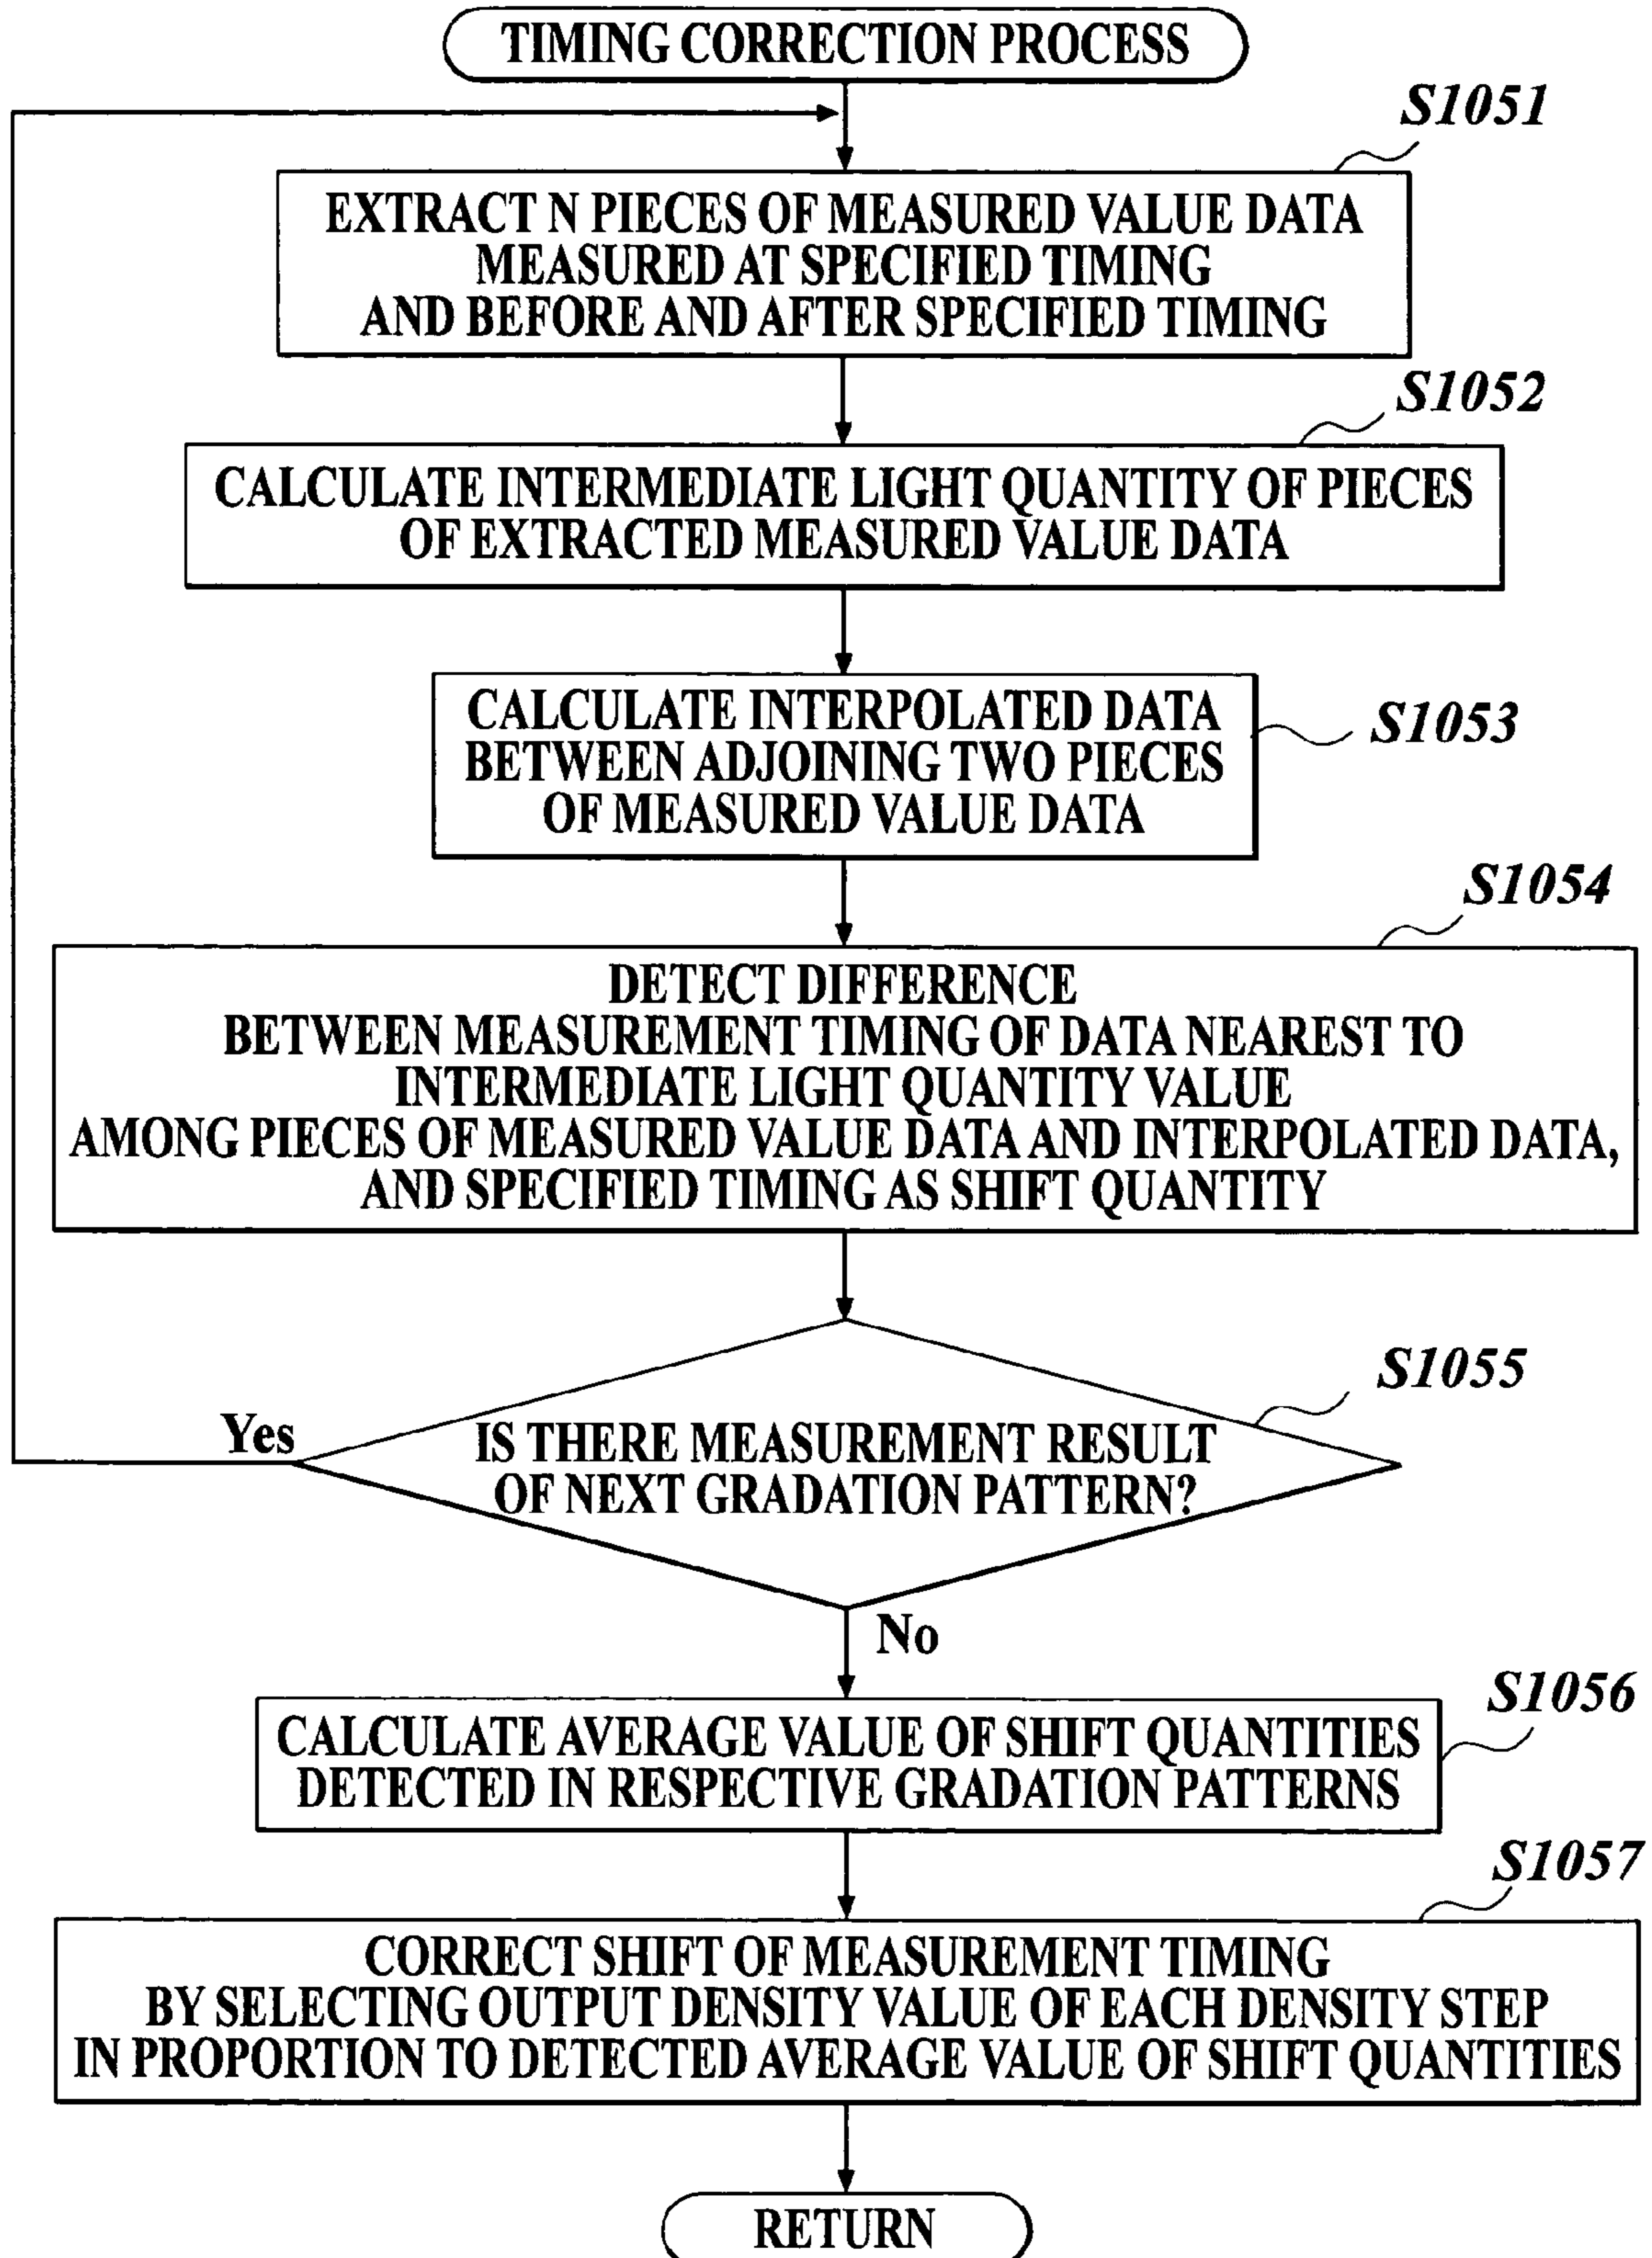 TIMING CORRECTION PROCESS
S1051
EXTRACT N PIECES OF MEASURED VALUE DATA
MEASURED AT SPECIFIED TIMING
AND BEFORE AND AFTER SPECIFIED TIMING
S1052
CALCULATE INTERMEDIATE LIGHT QUANTITY OF PIECES
OF EXTRACTED MEASURED VALUE DATA
CALCULATE INTERPOLATED DATA
BETWEEN ADJOINING TWO PIECES
OF MEASURED VALUE DATA
S1053
S1054
DETECT DIFFERENCE
BETWEEN MEASUREMENT TIMING OF DATA NEAREST TO
INTERMEDIATE LIGHT QUANTITY VALUE
AMONG PIECES OF MEASURED VALUE DATA AND INTERPOLATED DATA,
AND SPECIFIED TIMING AS SHIFT QUANTITY
S1055
Yes
IS THERE MEASUREMENT RESULT
OF NEXT GRADATION PATTERN?
No
S1056
CALCULATE AVERAGE VALUE OF SHIFT QUANTITIES
DETECTED IN RESPECTIVE GRADATION PATTERNS
S1057
CORRECT SHIFT OF MEASUREMENT TIMING
BY SELECTING OUTPUT DENSITY VALUE OF EACH DENSITY STEP
IN PROPORTION TO DETECTED AVERAGE VALUE OF SHIFT QUANTITIES
RETURN